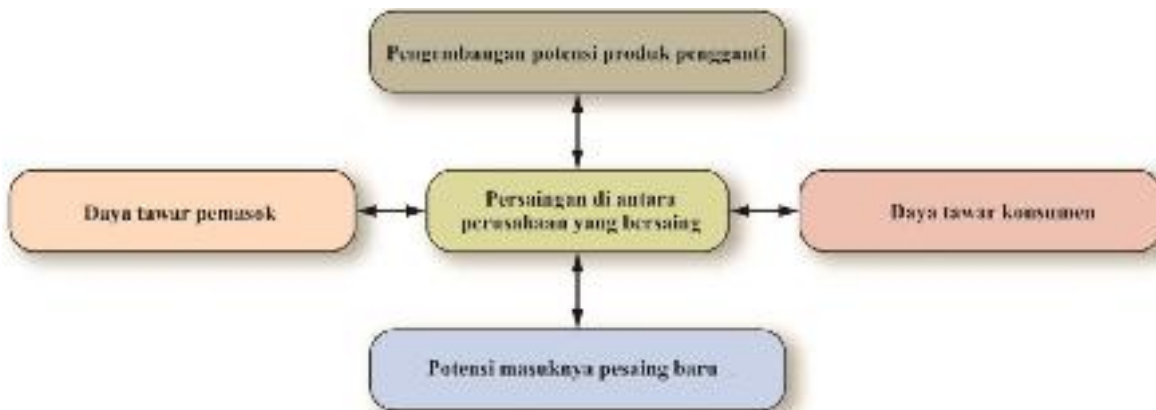 Pengembangan potensi produk pengganti
Daya tawar pemasok
Persaingan di antara
perusahaan yang bersaing
Daya tawar konsumen
Potensi masuknya pesaing baru